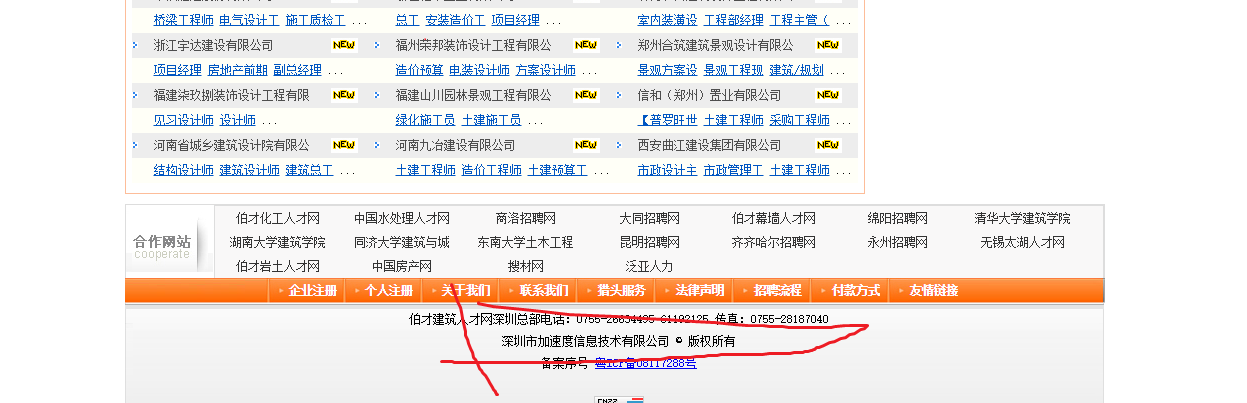 桥梁工程师 电气设计工 施工质检工 ... 总工 安装造价工 项目经理 ... 室内装潢设 工程部经理 工程主管( ...
浙江宇达建设有限公司 NEW 福州荣邦装饰设计工程有限公 NEW 郑州合筑建筑景观设计有限公 NEW
项目经理 房地产前期 副总经理 ... 造价预算 电装设计师 方案设计师 ... 景观方案设 景观工程现 建筑/规划 ...
福建柒玖捌装饰设计工程有限 NEW 福建山川园林景观工程有限公 NEW 信和(郑州)置业有限公司 NEW
见习设计师 设计师 ... 绿化施工员 土建施工员 ... 【普罗旺世 土建工程师 采购工程师 ...
河南省城乡建筑设计院有限公 NEW 河南九冶建设有限公司 NEW 西安曲江建设集团有限公司 NEW
结构设计师 建筑设计师 建筑总工 ... 土建工程师 造价工程师 土建预算工 ... 市政设计主 市政管理工 土建工程师 ...
合作网站
cooperate
伯才化工人才网 中国水处理人才网 商洛招聘网 大同招聘网 伯才幕墙人才网 绵阳招聘网 清华大学建筑学院
湖南大学建筑学院 同济大学建筑与城 东南大学土木工程 昆明招聘网 齐齐哈尔招聘网 永州招聘网 无锡太湖人才网
伯才岩土人才网 中国房产网 搜材网 泛亚人力
企业注册 个人注册 关于我们 联系我们 猎头服务 法律声明 招聘流程 付款方式 友情链接
伯才建筑人才网深圳总部电话: 传真:0755-28187040
深圳市加速度信息技术有限公司 © 版权所有
备案序号 粤ICP备08117288号